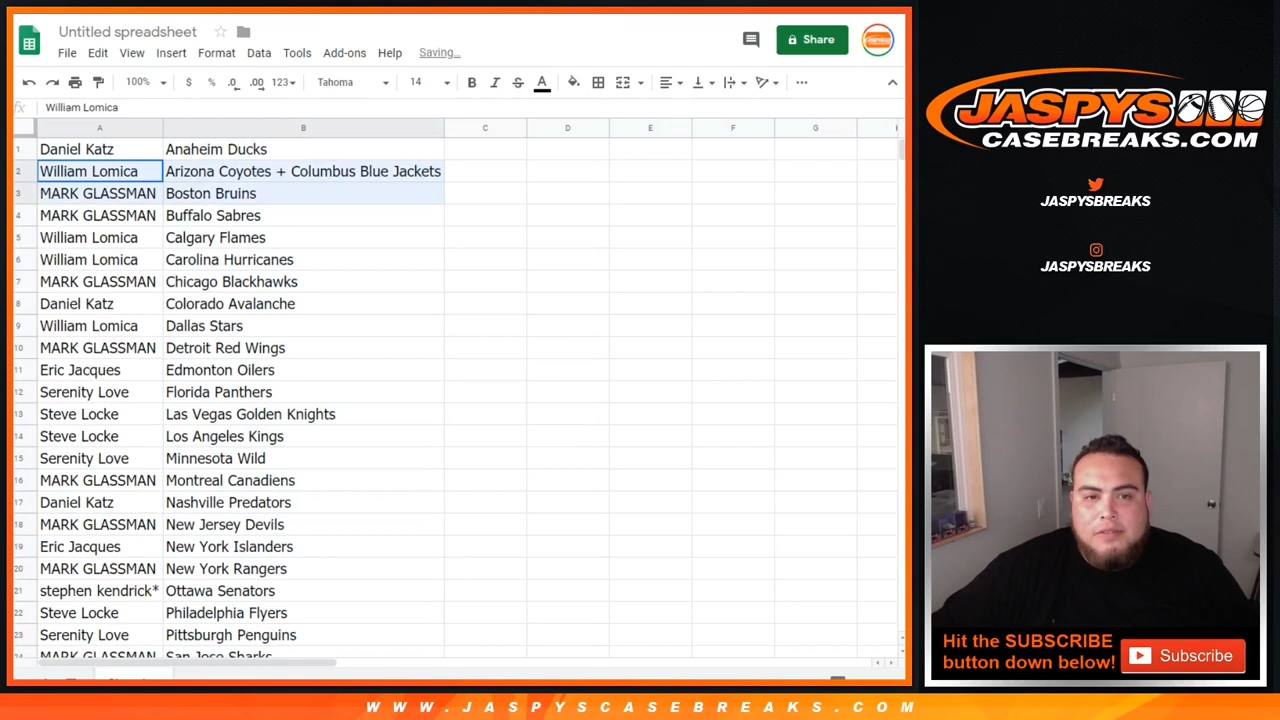 Untitled spreadsheet
File Edit View Insert Format Data Tools Add-ons Help Saving...
Share
100% $ % .0 .00 123 Tahoma 14 B I S A
fx William Lomica
A B C D E F G
1 Daniel Katz Anaheim Ducks
2 William Lomica Arizona Coyotes + Columbus Blue Jackets
3 MARK GLASSMAN Boston Bruins
4 MARK GLASSMAN Buffalo Sabres
5 William Lomica Calgary Flames
6 William Lomica Carolina Hurricanes
7 MARK GLASSMAN Chicago Blackhawks
8 Daniel Katz Colorado Avalanche
9 William Lomica Dallas Stars
10 MARK GLASSMAN Detroit Red Wings
11 Eric Jacques Edmonton Oilers
12 Serenity Love Florida Panthers
13 Steve Locke Las Vegas Golden Knights
14 Steve Locke Los Angeles Kings
15 Serenity Love Minnesota Wild
16 MARK GLASSMAN Montreal Canadiens
17 Daniel Katz Nashville Predators
18 MARK GLASSMAN New Jersey Devils
19 Eric Jacques New York Islanders
20 MARK GLASSMAN New York Rangers
21 stephen kendrick* Ottawa Senators
22 Steve Locke Philadelphia Flyers
23 Serenity Love Pittsburgh Penguins
24 MARK GLASSMAN San Jose Sharks
JASPYS
CASEBREAKS.COM
JASPYSBREAKS
JASPYSBREAKS
Hit the SUBSCRIBE
button down below!
Subscribe
WWW.JASPYSCASEBREAKS.COM